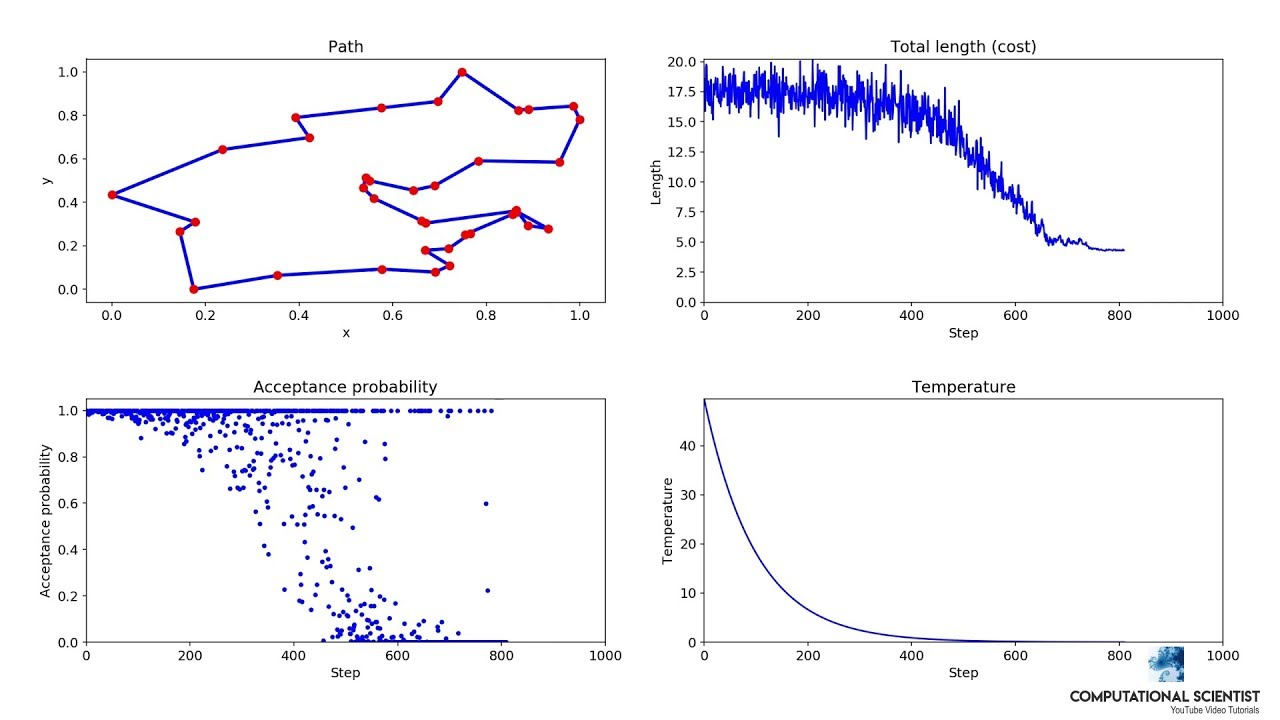 Path
1.0
0.8
0.6
0.4
0.2
0.0
y
0.0 0.2 0.4 0.6 0.8 1.0
x
Total length (cost)
20.0
17.5
15.0
12.5
10.0
7.5
5.0
2.5
0.0
Length
0 200 400 600 800 1000
Step
Acceptance probability
1.0
0.8
0.6
0.4
0.2
0.0
Acceptance probability
0 200 400 600 800 1000
Step
Temperature
40
30
20
10
0
Temperature
0 200 400 600 800 1000
Step
COMPUTATIONAL SCIENTIST
YouTube Video Tutorials